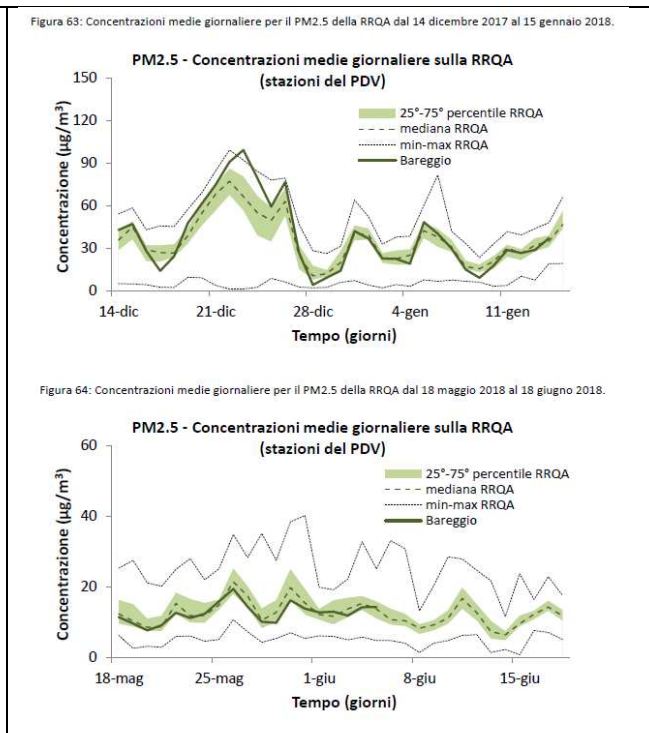 Figura 63: Concentrazioni medie giornaliere per il PM2.5 della RRQA dal 14 dicembre 2017 al 15 gennaio 2018.
PM2.5 - Concentrazioni medie giornaliere sulla RRQA
(stazioni del PDV)
Concentrazione (µg/m³)
150
120
90
60
30
0
25°-75° percentile RRQA
mediana RRQA
min-max RRQA
Bareggio
14-dic
21-dic
28-dic
4-gen
11-gen
Tempo (giorni)
Figura 64: Concentrazioni medie giornaliere per il PM2.5 della RRQA dal 18 maggio 2018 al 18 giugno 2018.
PM2.5 - Concentrazioni medie giornaliere sulla RRQA
(stazioni del PDV)
Concentrazione (µg/m³)
60
40
20
0
25°-75° percentile RRQA
mediana RRQA
min-max RRQA
Bareggio
18-mag
25-mag
1-giu
8-giu
15-giu
Tempo (giorni)